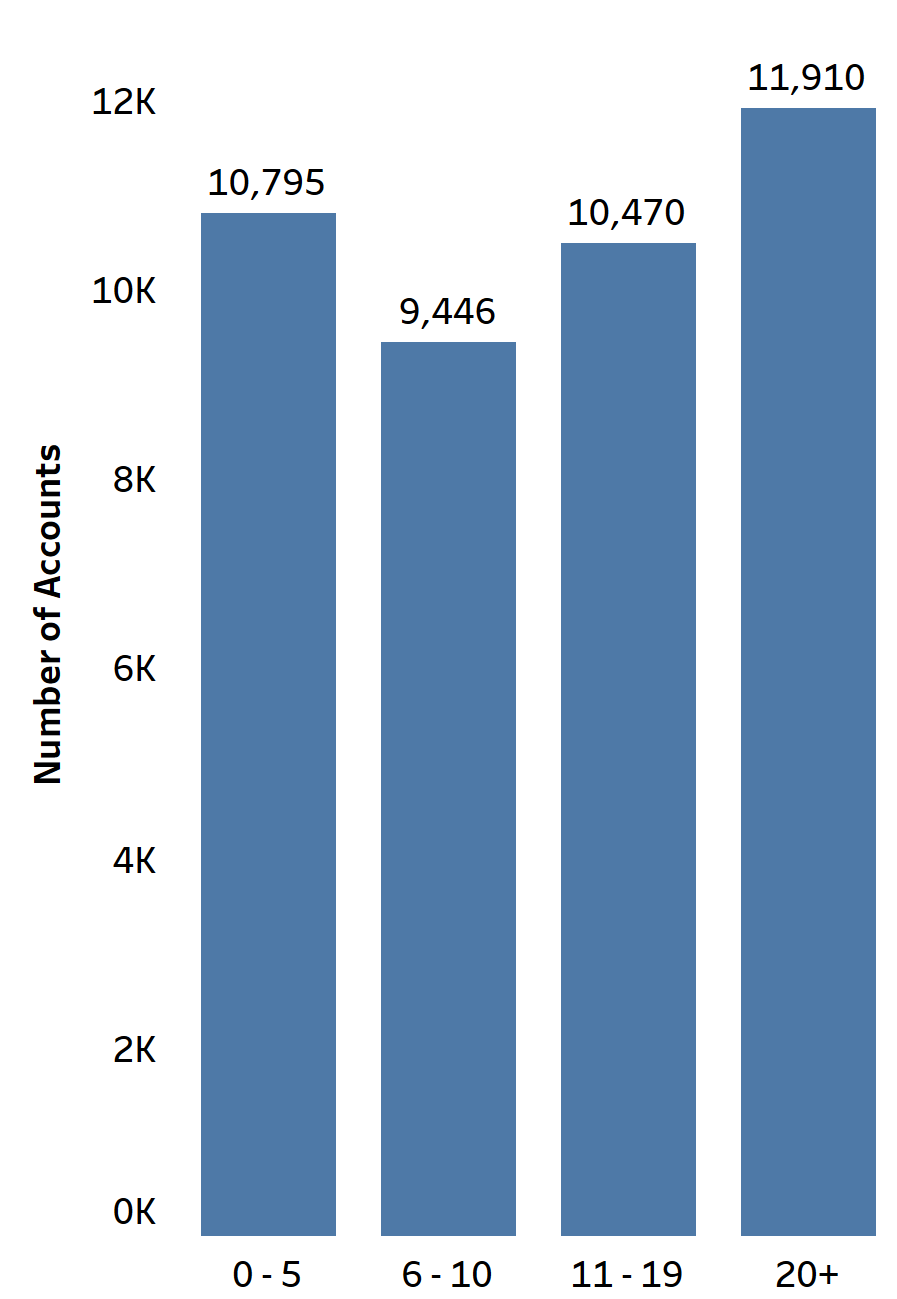 Number of Accounts
12K
10K
8K
6K
4K
2K
0K
10,795
9,446
10,470
11,910
0 - 5
6 - 10
11 - 19
20+